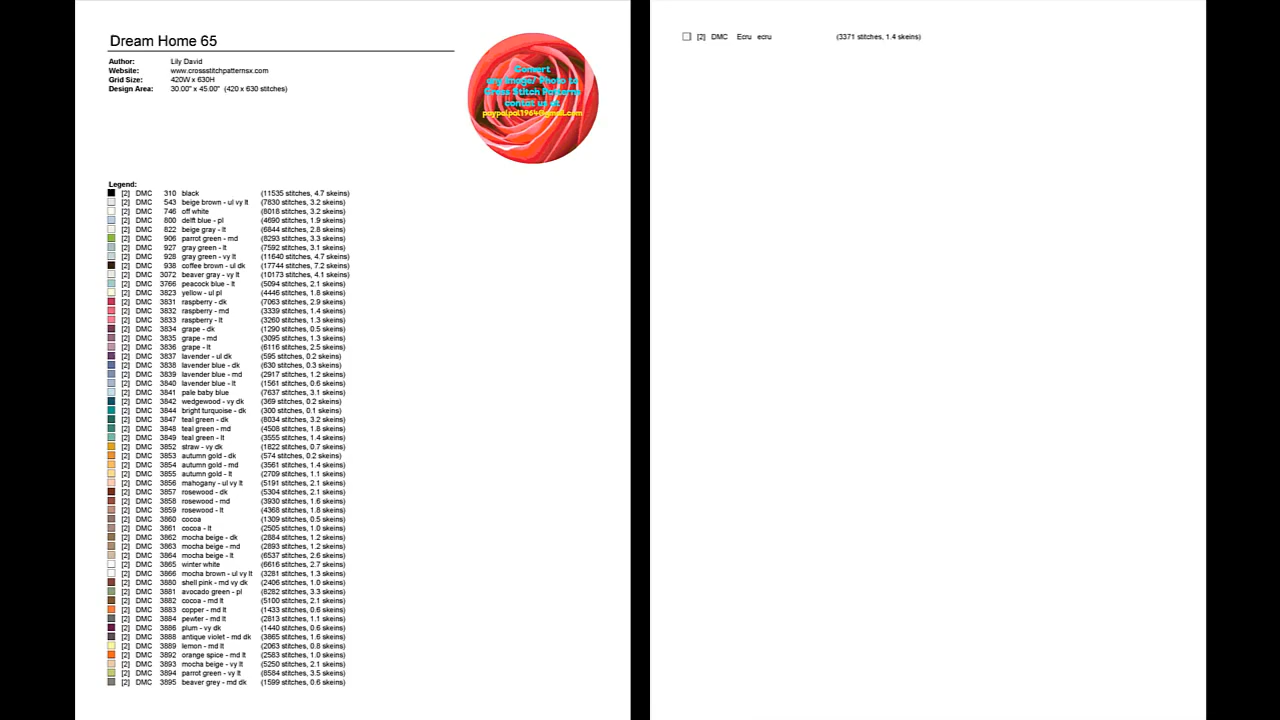 Dream Home 65
Author: Lily David
Website: www.crossstitchpatternsx.com
Grid Size: 420W x 630H
Design Area: 30.00" x 45.00" (420 x 630 stitches)
Convert
any Image/ Photo to
Cross Stitch Patterns
contat us at
paypalpal1964@gmail.com
Legend:
[2] DMC 310 black (11535 stitches, 4.7 skeins)
[2] DMC 543 beige brown - ul vy lt (7830 stitches, 3.2 skeins)
[2] DMC 746 off white (8018 stitches, 3.2 skeins)
[2] DMC 800 delft blue - pl (4690 stitches, 1.9 skeins)
[2] DMC 822 beige gray - lt (6844 stitches, 2.8 skeins)
[2] DMC 906 parrot green - md (8293 stitches, 3.3 skeins)
[2] DMC 927 gray green - lt (7592 stitches, 3.1 skeins)
[2] DMC 928 gray green - vy lt (11640 stitches, 4.7 skeins)
[2] DMC 938 coffee brown - ul dk (17744 stitches, 7.2 skeins)
[2] DMC 3072 beaver gray - vy lt (10173 stitches, 4.1 skeins)
[2] DMC 3766 peacock blue - lt (5094 stitches, 2.1 skeins)
[2] DMC 3823 yellow - ul pl (4446 stitches, 1.8 skeins)
[2] DMC 3831 raspberry - dk (7063 stitches, 2.9 skeins)
[2] DMC 3832 raspberry - md (3339 stitches, 1.4 skeins)
[2] DMC 3833 raspberry - lt (3260 stitches, 1.3 skeins)
[2] DMC 3834 grape - dk (1290 stitches, 0.5 skeins)
[2] DMC 3835 grape - md (3095 stitches, 1.3 skeins)
[2] DMC 3836 grape - lt (6116 stitches, 2.5 skeins)
[2] DMC 3837 lavender - ul dk (595 stitches, 0.2 skeins)
[2] DMC 3838 lavender blue - dk (630 stitches, 0.3 skeins)
[2] DMC 3839 lavender blue - md (2917 stitches, 1.2 skeins)
[2] DMC 3840 lavender blue - lt (1561 stitches, 0.6 skeins)
[2] DMC 3841 pale baby blue (7637 stitches, 3.1 skeins)
[2] DMC 3842 wedgewood - vy dk (369 stitches, 0.2 skeins)
[2] DMC 3844 bright turquoise - dk (300 stitches, 0.1 skeins)
[2] DMC 3847 teal green - dk (8034 stitches, 3.2 skeins)
[2] DMC 3848 teal green - md (4508 stitches, 1.8 skeins)
[2] DMC 3849 teal green - lt (3555 stitches, 1.4 skeins)
[2] DMC 3852 straw - vy dk (1822 stitches, 0.7 skeins)
[2] DMC 3853 autumn gold - dk (574 stitches, 0.2 skeins)
[2] DMC 3854 autumn gold - md (3561 stitches, 1.4 skeins)
[2] DMC 3855 autumn gold - lt (2709 stitches, 1.1 skeins)
[2] DMC 3856 mahogany - ul vy lt (5191 stitches, 2.1 skeins)
[2] DMC 3857 rosewood - dk (5304 stitches, 2.1 skeins)
[2] DMC 3858 rosewood - md (3930 stitches, 1.6 skeins)
[2] DMC 3859 rosewood - lt (4368 stitches, 1.8 skeins)
[2] DMC 3860 cocoa (1309 stitches, 0.5 skeins)
[2] DMC 3861 cocoa - lt (2505 stitches, 1.0 skeins)
[2] DMC 3862 mocha beige - dk (2884 stitches, 1.2 skeins)
[2] DMC 3863 mocha beige - md (2893 stitches, 1.2 skeins)
[2] DMC 3864 mocha beige - lt (6537 stitches, 2.6 skeins)
[2] DMC 3865 winter white (6616 stitches, 2.7 skeins)
[2] DMC 3866 mocha brown - ul vy lt (3281 stitches, 1.3 skeins)
[2] DMC 3880 shell pink - md vy dk (2406 stitches, 1.0 skeins)
[2] DMC 3881 avocado green - pl (8282 stitches, 3.3 skeins)
[2] DMC 3882 cocoa - md lt (5100 stitches, 2.1 skeins)
[2] DMC 3883 copper - md lt (1433 stitches, 0.6 skeins)
[2] DMC 3884 pewter - md lt (2813 stitches, 1.1 skeins)
[2] DMC 3886 plum - vy dk (1440 stitches, 0.6 skeins)
[2] DMC 3888 antique violet - md dk (3865 stitches, 1.6 skeins)
[2] DMC 3889 lemon - md lt (2063 stitches, 0.8 skeins)
[2] DMC 3892 orange spice - md lt (2583 stitches, 1.0 skeins)
[2] DMC 3893 mocha beige - vy lt (5250 stitches, 2.1 skeins)
[2] DMC 3894 parrot green - vy lt (8584 stitches, 3.5 skeins)
[2] DMC 3895 beaver grey - md dk (1599 stitches, 0.6 skeins)
[2] DMC Ecru ecru (3371 stitches, 1.4 skeins)